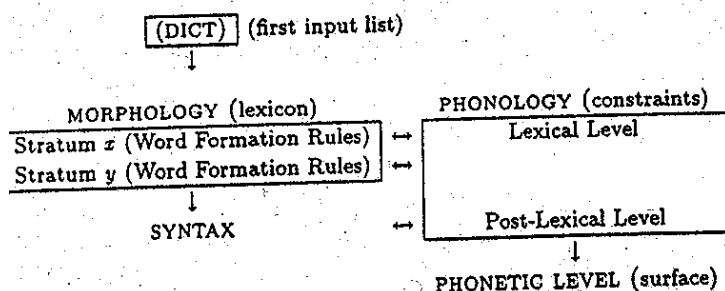 (DICT) (first input list)
↓
MORPHOLOGY (lexicon) PHONOLOGY (constraints)
Stratum x (Word Formation Rules) ↔ Lexical Level
Stratum y (Word Formation Rules) ↔
↓
SYNTAX ↔ Post-Lexical Level
↓
PHONETIC LEVEL (surface)